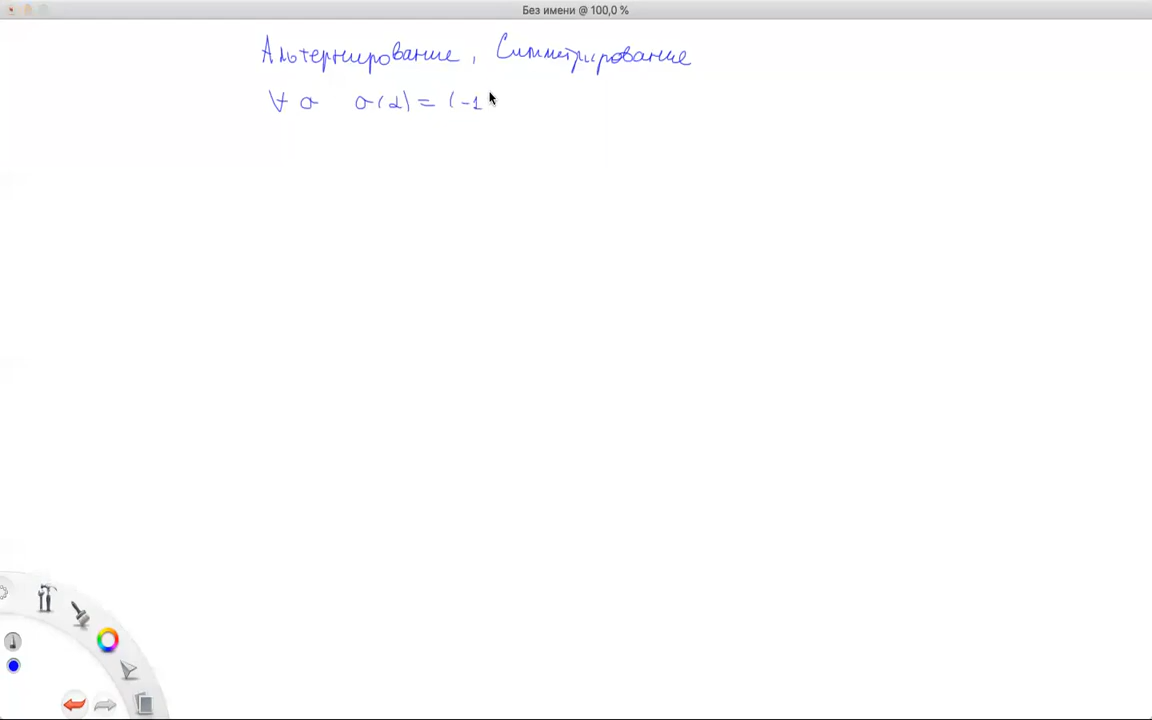 Без имени @ 100,0 %
Альтернирование, Симметрирование
∀ σ σ(α) = (-1